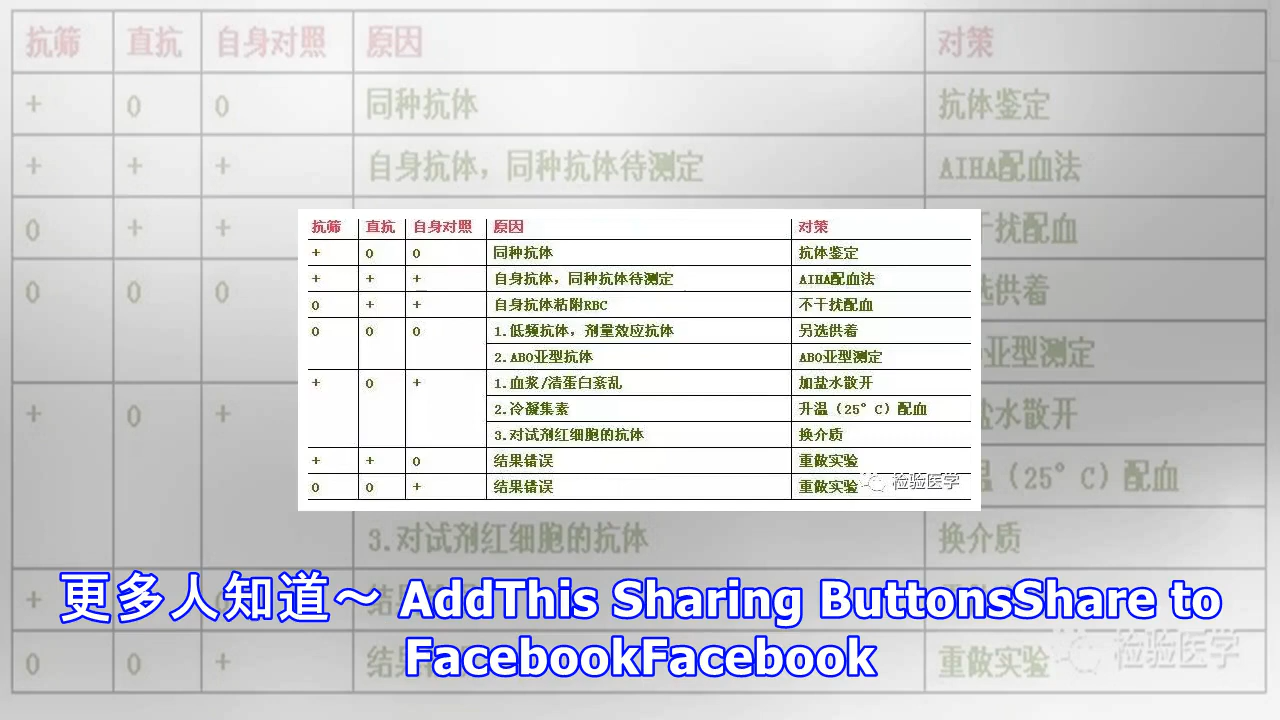 抗筛 直抗 自身对照 原因 对策
+ 0 0 同种抗体 抗体鉴定
+ + + 自身抗体，同种抗体待测定 AIHA配血法
0 + + 自身抗体粘附RBC 不干扰配血
0 0 0 1.低频抗体，剂量效应抗体 另选供着
2.ABO亚型抗体 ABO亚型测定
+ 0 + 1.血浆/清蛋白紊乱 加盐水散开
2.冷凝集素 升温（25°C）配血
3.对试剂红细胞的抗体 换介质
+ + 0 结果错误 重做实验
0 0 + 结果错误 重做实验
检验医学
更多人知道～ AddThis Sharing ButtonsShare to
FacebookFacebook